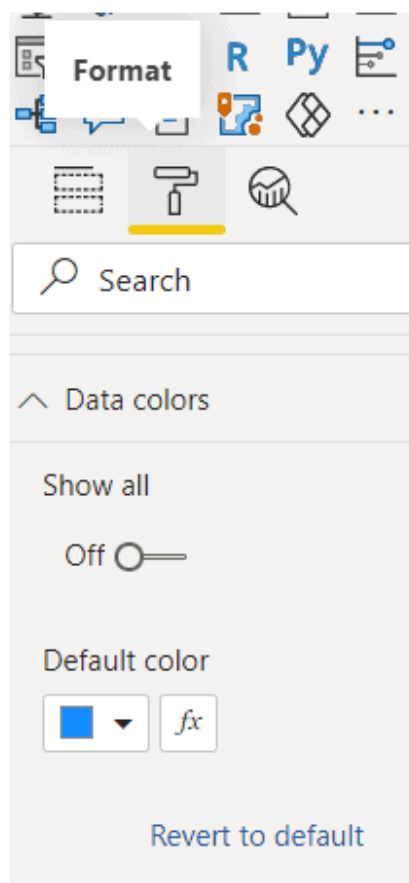 Format
R Py
...
Search
Data colors
Show all
Off
Default color
fx
Revert to default